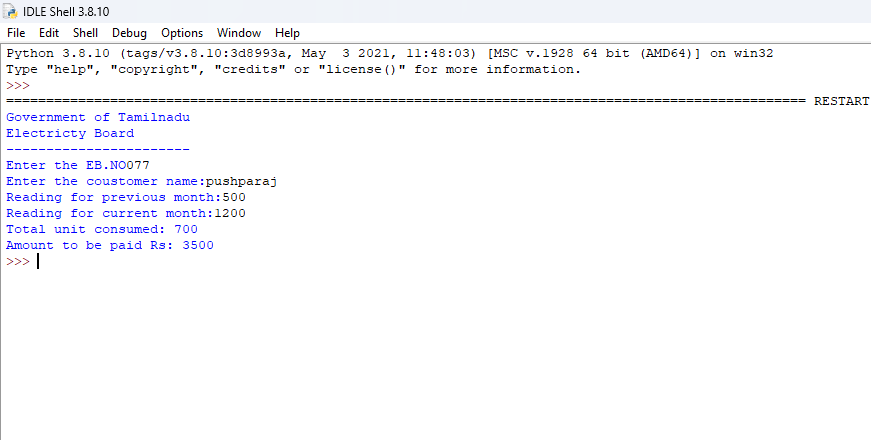 IDLE Shell 3.8.10
File Edit Shell Debug Options Window Help
Python 3.8.10 (tags/v3.8.10:3d8993a, May  3 2021, 11:48:03) [MSC v.1928 64 bit (AMD64)] on win32
Type "help", "copyright", "credits" or "license()" for more information.
>>>
==================================================================================================== RESTART
Government of Tamilnadu
Electricty Board
-----------------------
Enter the EB.NO077
Enter the coustomer name:pushparaj
Reading for previous month:500
Reading for current month:1200
Total unit consumed: 700
Amount to be paid Rs: 3500
>>>